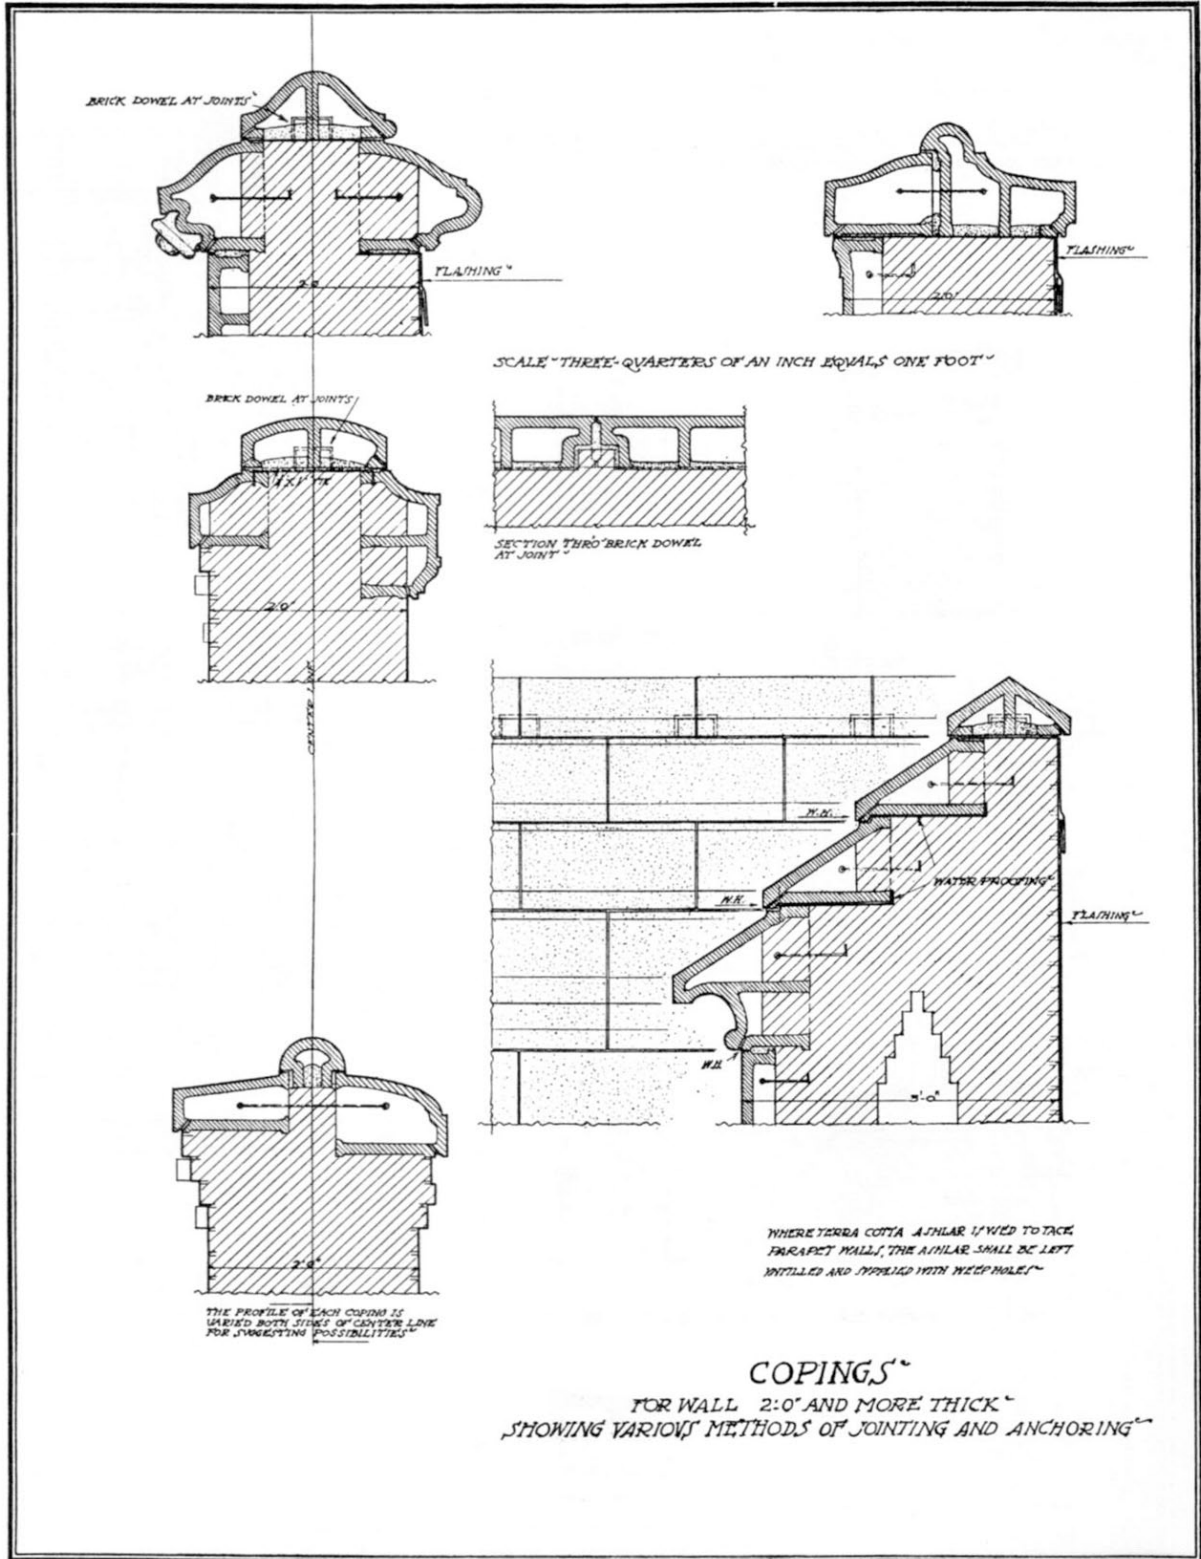 BRICK DOWEL AT JOINTS
FLASHING
2'0"
FLASHING
2'0"
SCALE THREE-QUARTERS OF AN INCH EQUALS ONE FOOT
BRICK DOWEL AT JOINTS
SECTION THRO' BRICK DOWEL
AT JOINT
2'0"
CENTER LINE
W.H.
WATER PROOFING
W.H.
FLASHING
W.H.
3'-0"
2'0"
WHERE TERRA COTTA ASHLAR IS USED TO FACE
PARAPET WALLS, THE ASHLAR SHALL BE LEFT
UNFILLED AND SUPPLIED WITH WEEP HOLES
THE PROFILE OF EACH COPING IS
VARIED BOTH SIDES OF CENTER LINE
FOR SUGGESTING POSSIBILITIES
COPINGS
FOR WALL 2'.0" AND MORE THICK
SHOWING VARIOUS METHODS OF JOINTING AND ANCHORING